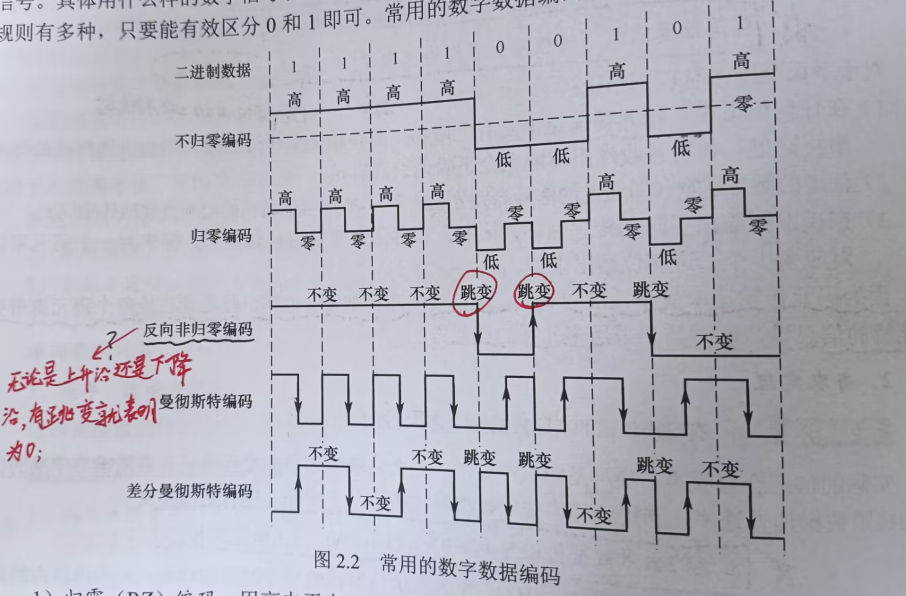 信号。具体用什么样的数字信号
规则有多种，只要能有效区分 0 和 1 即可。常用的数字数据编
二进制数据 1 1 1 0 0 1 0 1
高 高 高 高 高 高 零
不归零编码
低 低 低
高 高 高 高 零 零 高 零 高
归零编码 零 零 零 零 零 零
低 低 低
不变 不变 不变 跳变 跳变 不变 跳变
反向非归零编码 不变
?
无论是上升沿还是下降
沿,有跳变就表明
为0;
曼彻斯特编码
不变 不变 跳变 跳变 跳变 不变
差分曼彻斯特编码 不变 不变
图 2.2 常用的数字数据编码
1）归零（RZ）编码